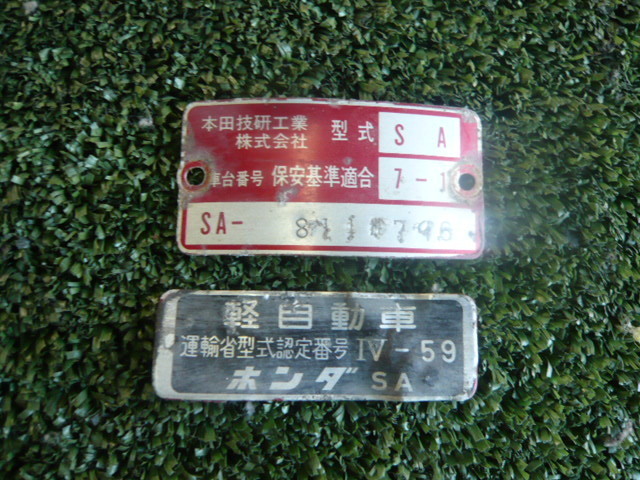 本田技研工業
株式会社
型式 S A
車台番号 保安基準適合 7-1
SA-
軽自動車
運輸省型式認定番号 IV-59
ホンダ SA